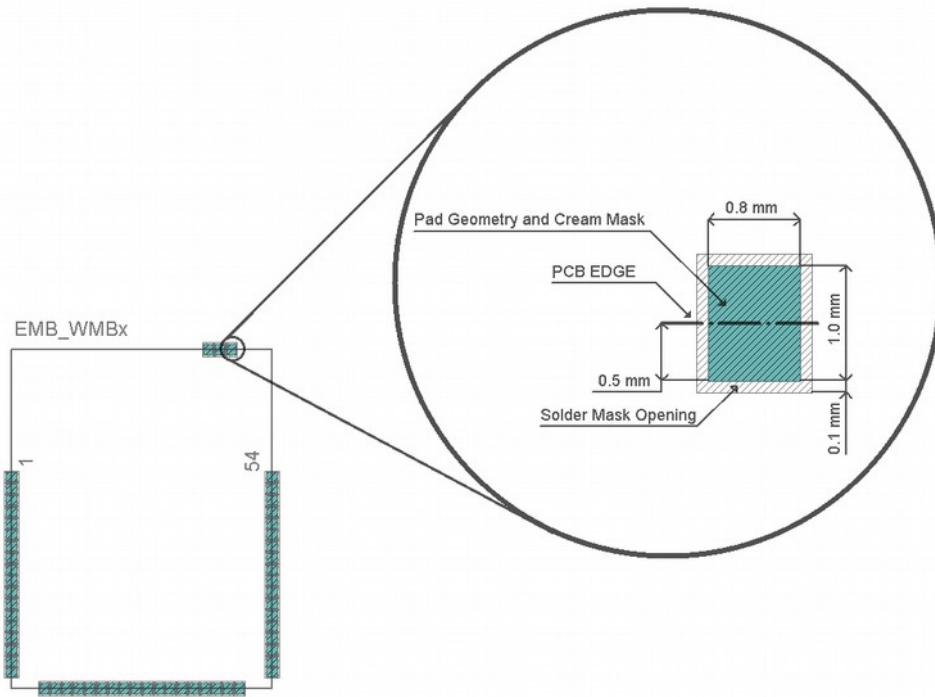 0.8 mm
Pad Geometry and Cream Mask
PCB EDGE
1.0 mm
EMB_WMBx
0.5 mm
Solder Mask Opening
0.1 mm
1
54